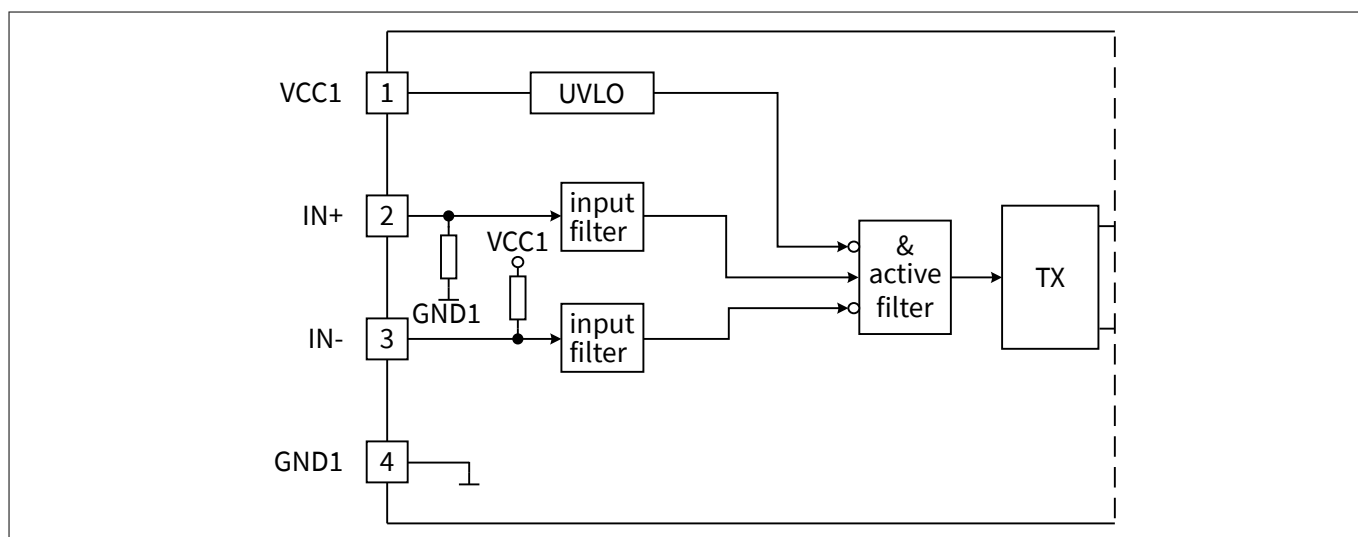 VCC1
1
UVLO
IN+
2
input
filter
VCC1
GND1
&
active
filter
TX
IN-
3
input
filter
GND1
4